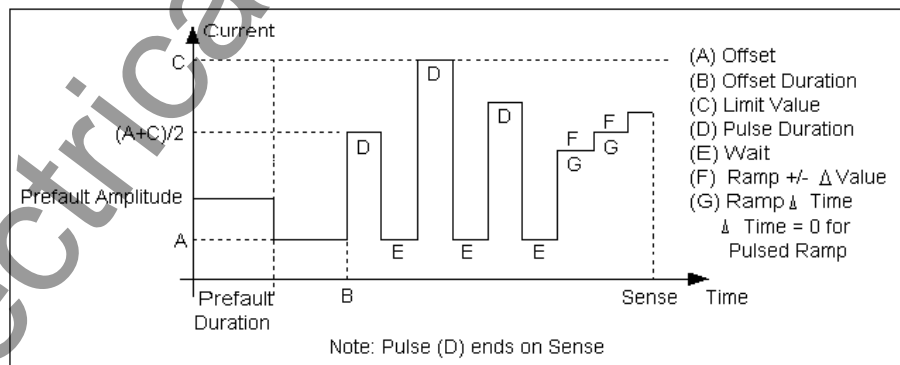 ectrica
Current
C
(A+C)/2
Prefault Amplitude
A
D
D
D
E
E
E
F
G
F
G
Prefault
Duration
B
Sense
Time
Note: Pulse (D) ends on Sense
(A) Offset
(B) Offset Duration
(C) Limit Value
(D) Pulse Duration
(E) Wait
(F) Ramp +/- Δ Value
(G) Ramp Δ Time
Δ Time = 0 for
Pulsed Ramp